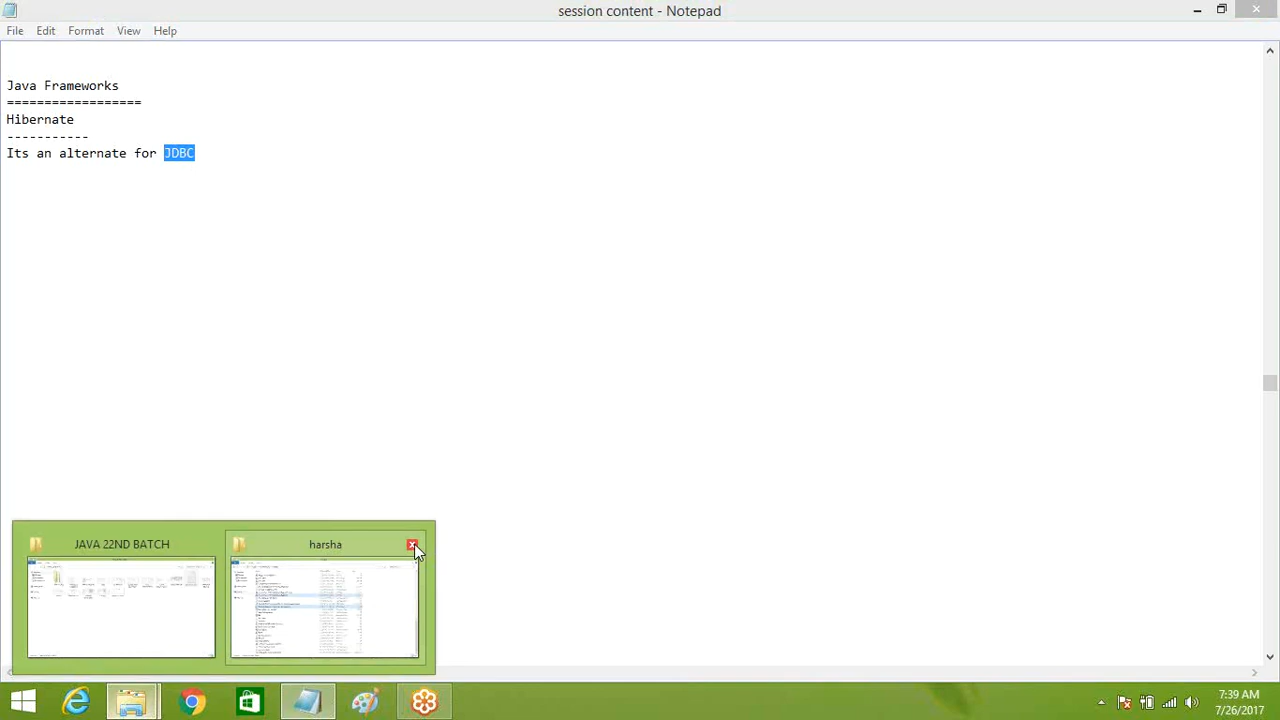 session content - Notepad
File Edit Format View Help
Java Frameworks
==================
Hibernate
-----------
Its an alternate for JDBC
JAVA 22ND BATCH
harsha
7:39 AM
7/26/2017